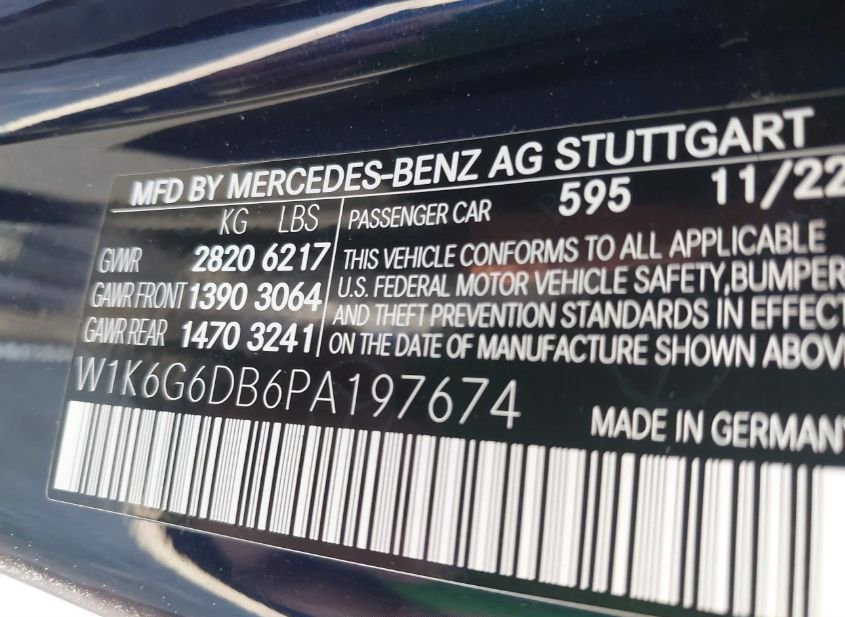 MFD BY MERCEDES-BENZ AG STUTTGART
KG LBS
GVWR 2820 6217
GAWR FRONT 1390 3064
GAWR REAR 1470 3241
PASSENGER CAR 595 11/22
THIS VEHICLE CONFORMS TO ALL APPLICABLE
U.S. FEDERAL MOTOR VEHICLE SAFETY, BUMPER
AND THEFT PREVENTION STANDARDS IN EFFECT
ON THE DATE OF MANUFACTURE SHOWN ABOVE
W1K6G6DB6PA197674
MADE IN GERMANY